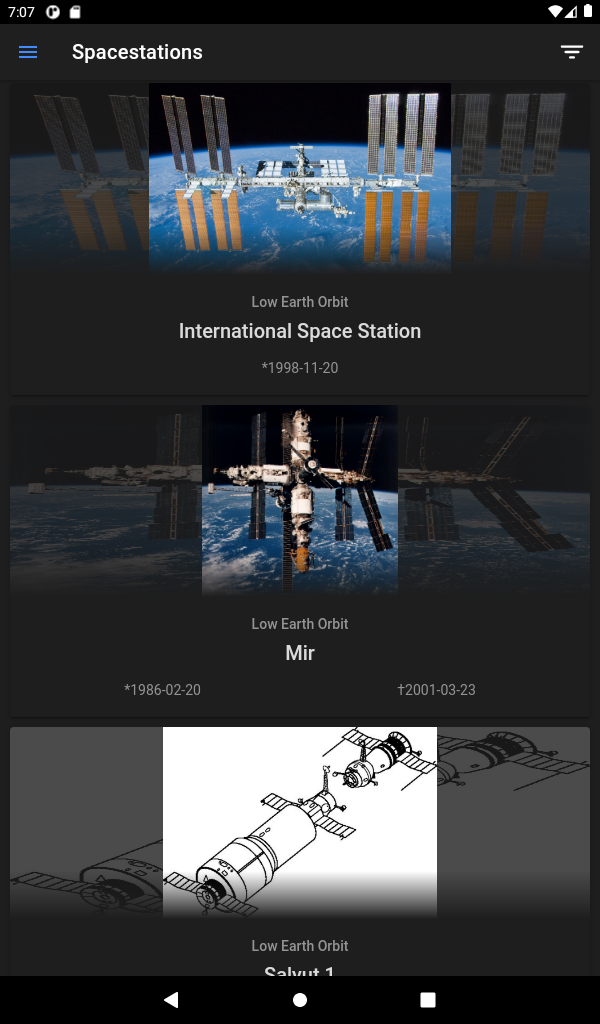 7:07
Spacestations
Low Earth Orbit
International Space Station
*1998-11-20
Low Earth Orbit
Mir
*1986-02-20
†2001-03-23
Low Earth Orbit
Salyut 1